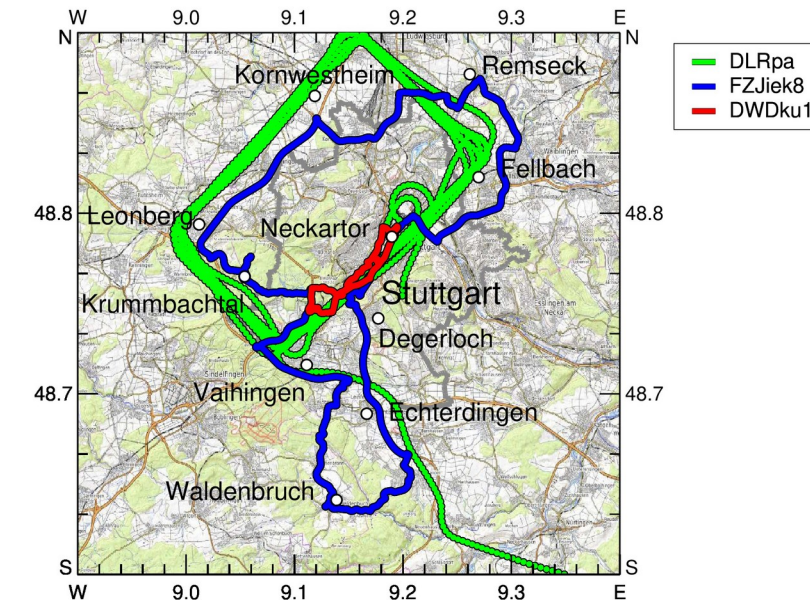 W 9.0 9.1 9.2 9.3 E
N N
DLRpa
FZJiek8
DWDku1
Kornwestheim
Remseck
Fellbach
48.8 48.8
Leonberg
Neckartor
Stuttgart
Krummbachtal
Degerloch
48.7 48.7
Vaihingen
Echterdingen
Waldenbruch
S S
W 9.0 9.1 9.2 9.3 E